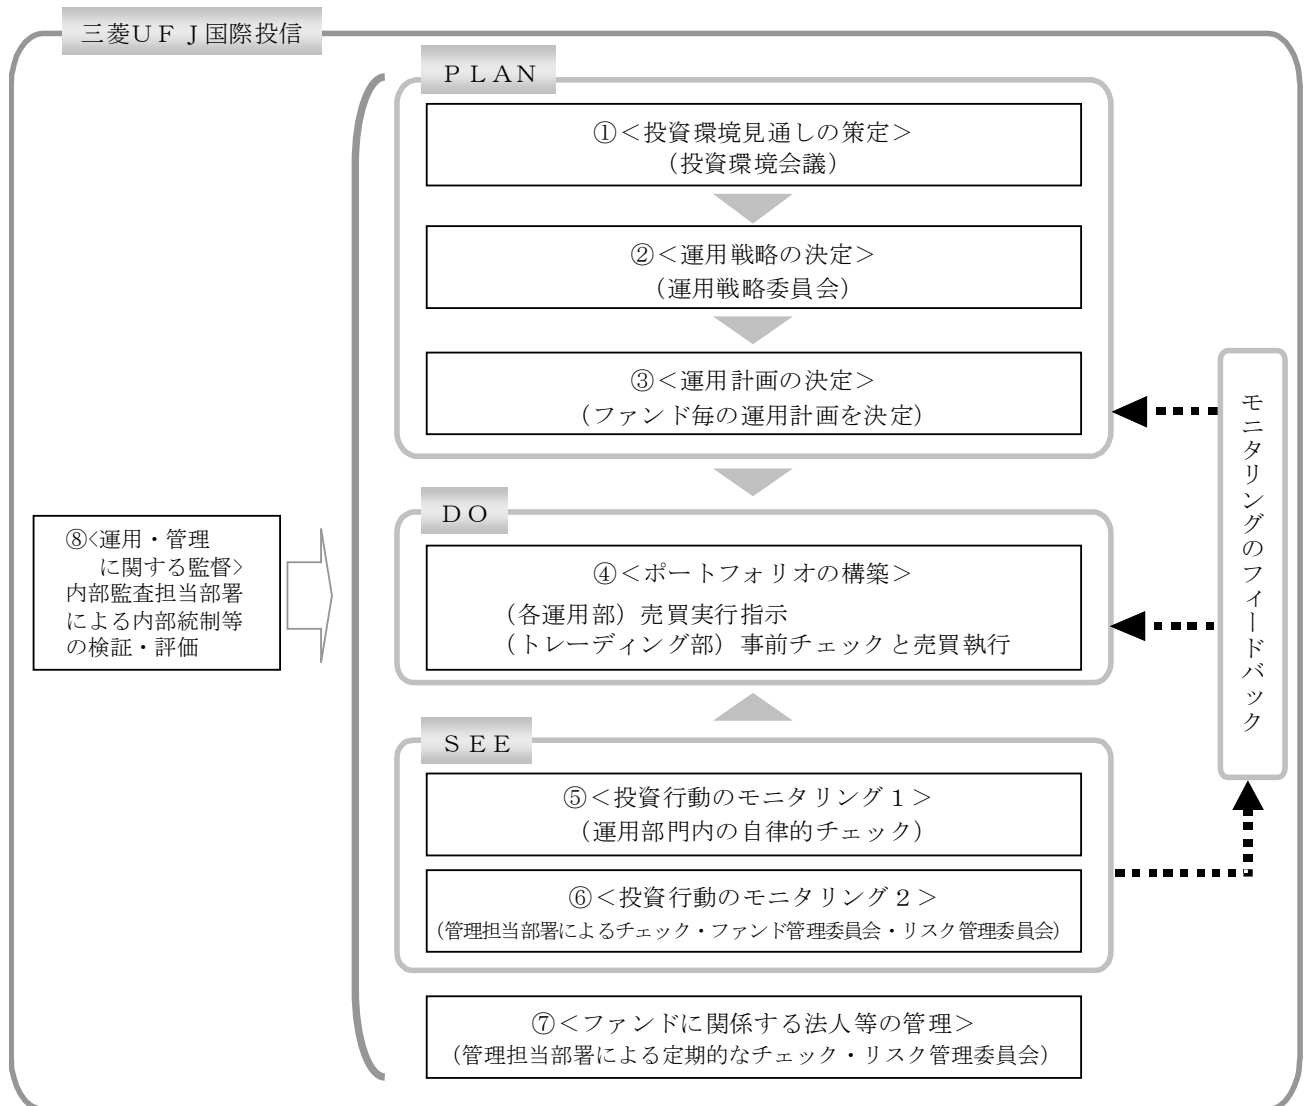 三菱ＵＦＪ国際投信
ＰＬＡＮ
①＜投資環境見通しの策定＞
（投資環境会議）
②＜運用戦略の決定＞
（運用戦略委員会）
③＜運用計画の決定＞
（ファンド毎の運用計画を決定）
ＤＯ
④＜ポートフォリオの構築＞
（各運用部）売買実行指示
（トレーディング部）事前チェックと売買執行
ＳＥＥ
⑤＜投資行動のモニタリング１＞
（運用部門内の自律的チェック）
⑥＜投資行動のモニタリング２＞
（管理担当部署によるチェック・ファンド管理委員会・リスク管理委員会）
⑦＜ファンドに関係する法人等の管理＞
（管理担当部署による定期的なチェック・リスク管理委員会）
⑧<運用・管理
に関する監督>
内部監査担当部署
による内部統制等
の検証・評価
モニタリングのフィードバック